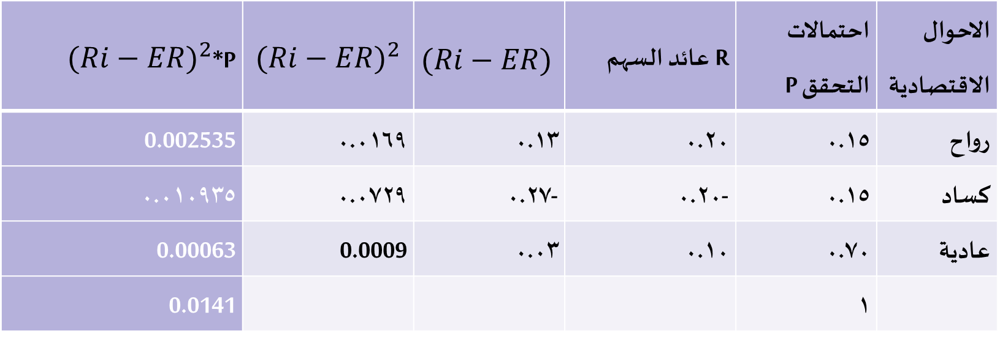 الاحوال الاقتصادية
احتمالات التحقق P
R عائد السهم
(Ri − ER)
(Ri − ER)²
(Ri − ER)²*P
رواح
٠.١٥
٠.٢٠
٠.١٣
٠.٠١٦٩
0.002535
كساد
٠.١٥
-٠.٢٠
-٠.٢٧
٠.٠٧٢٩
٠.٠١٠٩٣٥
عادية
٠.٧٠
٠.١٠
٠.٠٣
0.0009
0.00063
١
0.0141